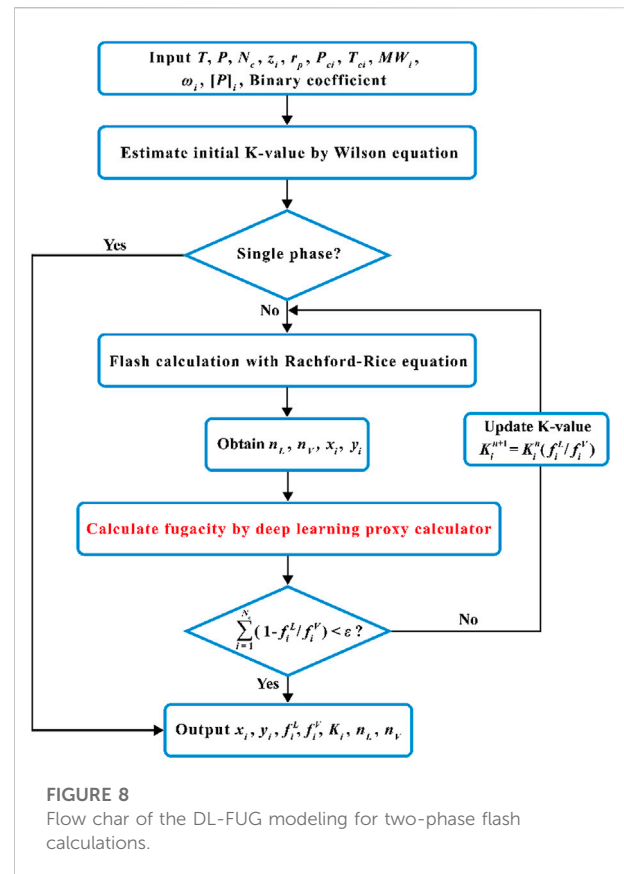 Input T, P, N_c, z_i, r_p, P_ci, T_ci, MW_i,
ω_i, [P]_i, Binary coefficient
Estimate initial K-value by Wilson equation
Yes
Single phase?
No
Flash calculation with Rachford-Rice equation
Obtain n_L, n_V, x_i, y_i
Update K-value
K_i^{n+1}=K_i^n(f_i^L/f_i^V)
Calculate fugacity by deep learning proxy calculator
\sum_{i=1}^{N_c}(1-f_i^L/f_i^V)<ε?
No
Yes
Output x_i, y_i, f_i^L, f_i^V, K_i, n_L, n_V
FIGURE 8
Flow char of the DL-FUG modeling for two-phase flash
calculations.